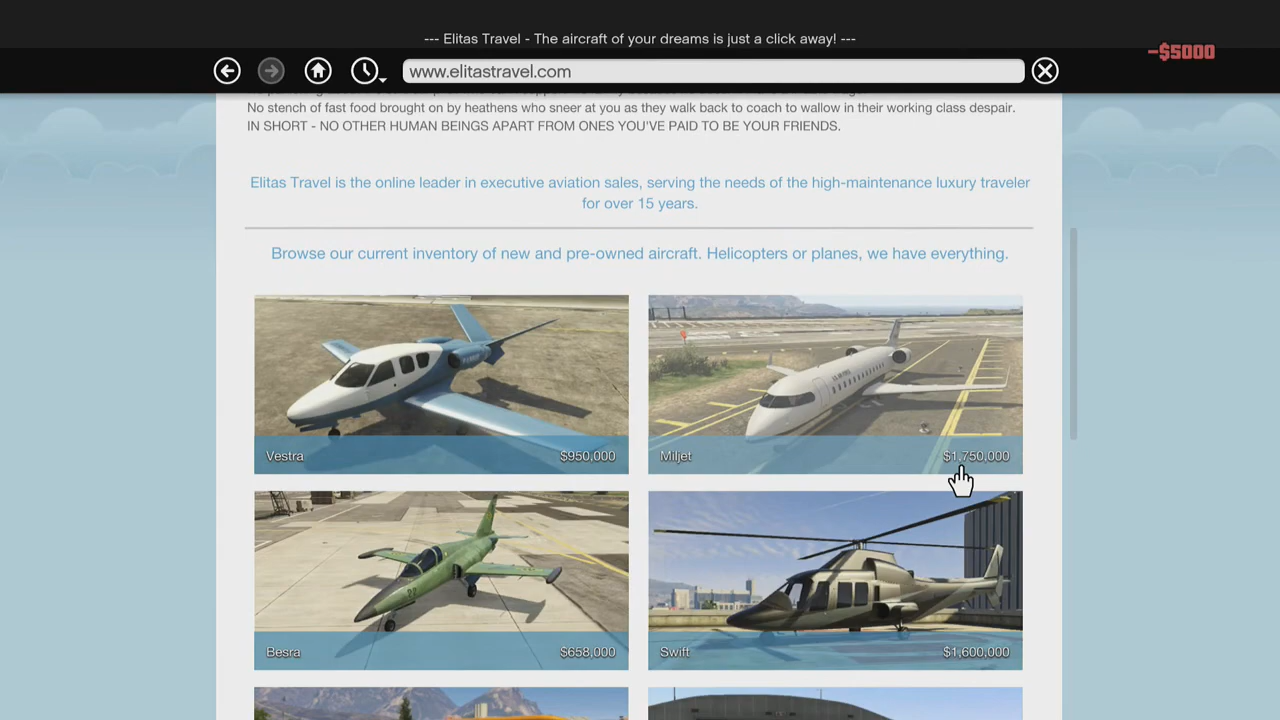 --- Elitas Travel - The aircraft of your dreams is just a click away! ---
-$5000
www.elitastravel.com
No stench of fast food brought on by heathens who sneer at you as they walk back to coach to wallow in their working class despair.
IN SHORT - NO OTHER HUMAN BEINGS APART FROM ONES YOU'VE PAID TO BE YOUR FRIENDS.
Elitas Travel is the online leader in executive aviation sales, serving the needs of the high-maintenance luxury traveler
for over 15 years.
Browse our current inventory of new and pre-owned aircraft. Helicopters or planes, we have everything.
Vestra $950,000
Miljet $1,750,000
Besra $658,000
Swift $1,600,000